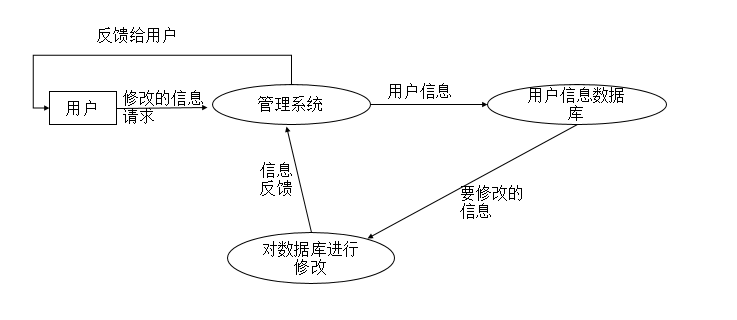 反馈给用户
用户
修改的信息
请求
管理系统
用户信息
用户信息数据
库
信息
反馈
要修改的
信息
对数据库进行
修改